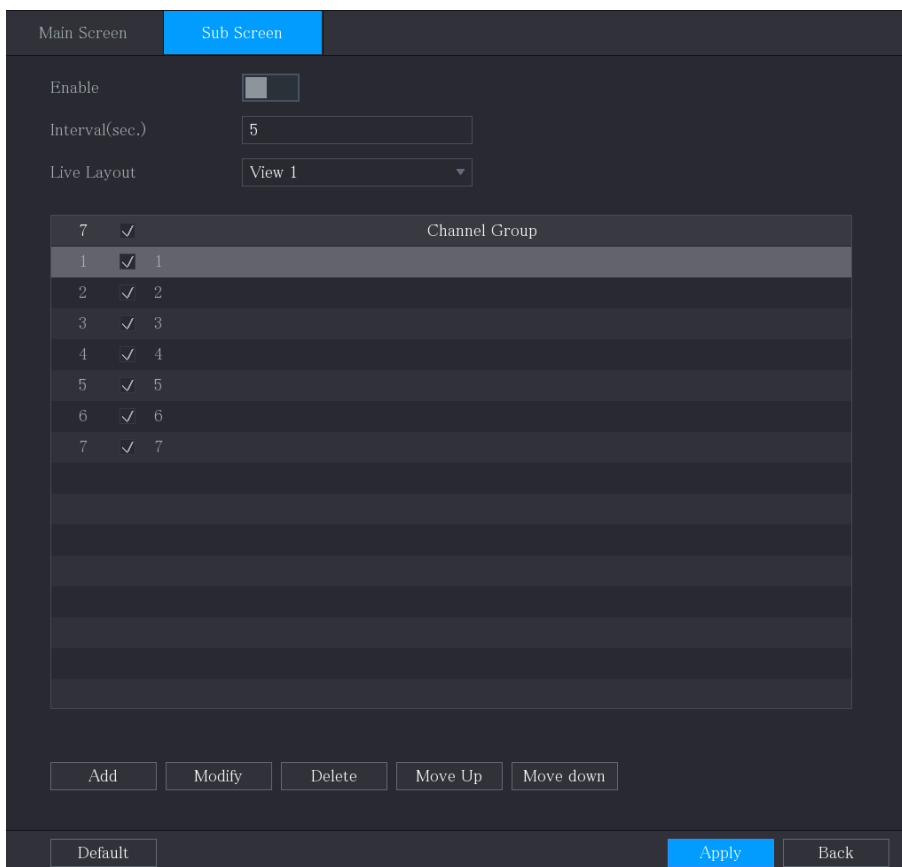 Main Screen Sub Screen
Enable
Interval(sec.) 5
Live Layout View 1
7 Channel Group
1 1
2 2
3 3
4 4
5 5
6 6
7 7
Add Modify Delete Move Up Move down
Default Apply Back